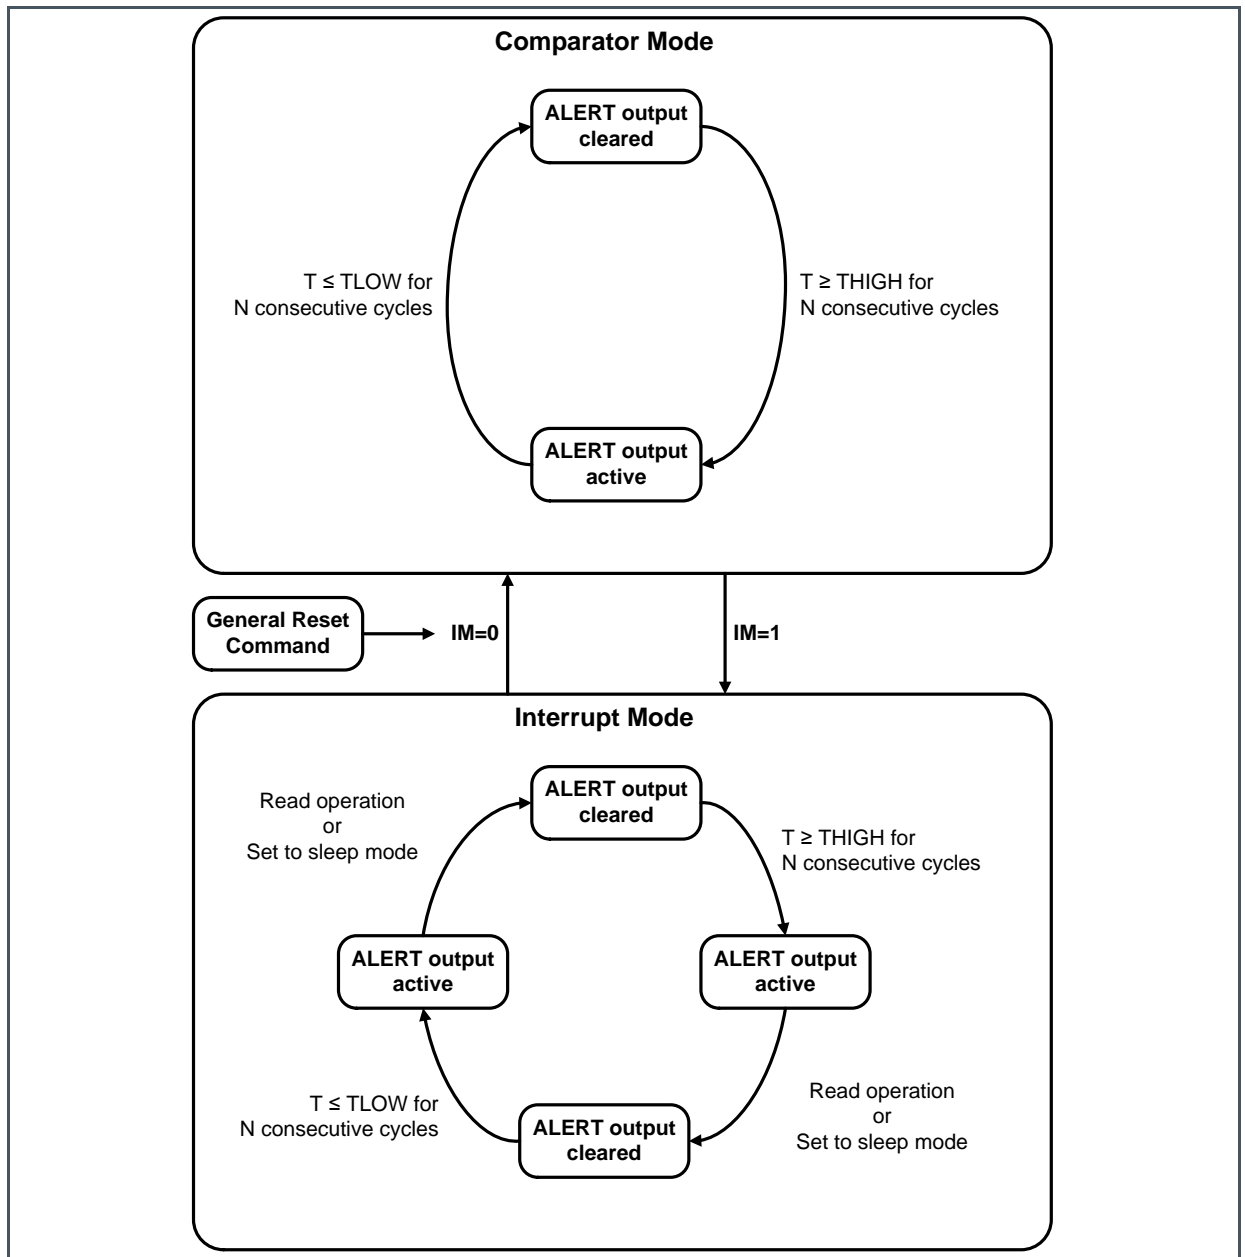 Comparator Mode
ALERT output
cleared
T ≤ TLOW for
N consecutive cycles
T ≥ THIGH for
N consecutive cycles
ALERT output
active
General Reset
Command
IM=0
IM=1
Interrupt Mode
ALERT output
cleared
Read operation
or
Set to sleep mode
T ≥ THIGH for
N consecutive cycles
ALERT output
active
ALERT output
active
T ≤ TLOW for
N consecutive cycles
Read operation
or
Set to sleep mode
ALERT output
cleared